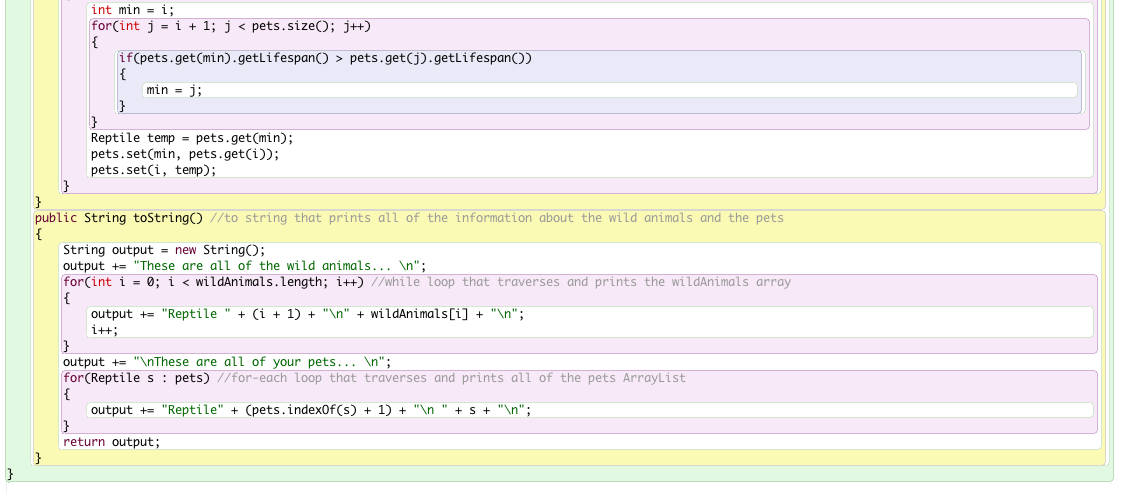 int min = i;
for(int j = i + 1; j < pets.size(); j++)
{
if(pets.get(min).getLifespan() > pets.get(j).getLifespan())
{
min = j;
}
}
Reptile temp = pets.get(min);
pets.set(min, pets.get(i));
pets.set(i, temp);
}
}
public String toString() //to string that prints all of the information about the wild animals and the pets
{
String output = new String();
output += "These are all of the wild animals... \n";
for(int i = 0; i < wildAnimals.length; i++) //while loop that traverses and prints the wildAnimals array
{
output += "Reptile " + (i + 1) + "\n" + wildAnimals[i] + "\n";
i++;
}
output += "\nThese are all of your pets... \n";
for(Reptile s : pets) //for-each loop that traverses and prints all of the pets ArrayList
{
output += "Reptile" + (pets.indexOf(s) + 1) + "\n " + s + "\n";
}
return output;
}
}